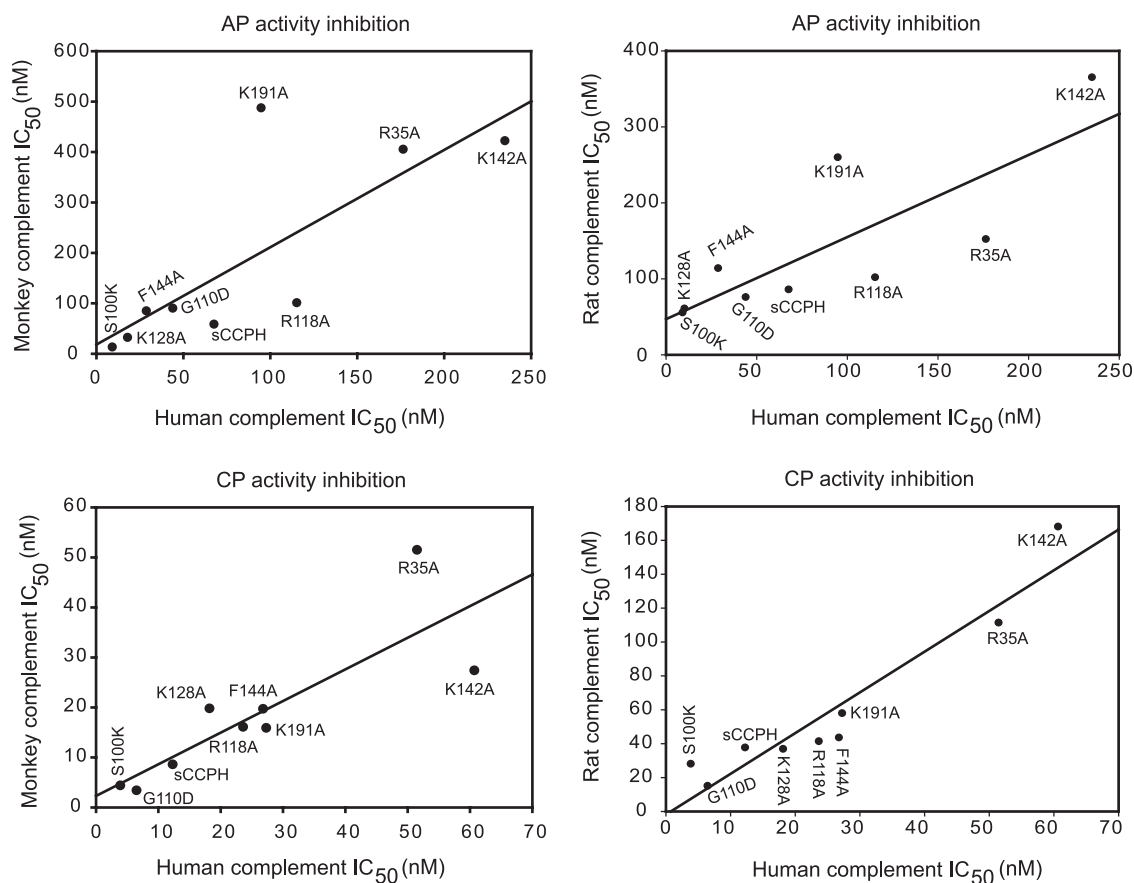 AP activity inhibition
Monkey complement IC50 (nM)
600
500
400
300
200
100
0
K191A
R35A
K142A
F144A
S100K
G110D
K128A
sCCPH
R118A
0 50 100 150 200 250
Human complement IC50 (nM)
AP activity inhibition
Rat complement IC50 (nM)
400
300
200
100
0
K142A
K191A
F144A
K128A
R35A
S100K
G110D
sCCPH
R118A
0 50 100 150 200 250
Human complement IC50 (nM)
CP activity inhibition
Monkey complement IC50 (nM)
60
50
40
30
20
10
0
R35A
K142A
K128A
F144A
R118A
K191A
S100K
sCCPH
G110D
0 10 20 30 40 50 60 70
Human complement IC50 (nM)
CP activity inhibition
Rat complement IC50 (nM)
180
160
140
120
100
80
60
40
20
0
K142A
R35A
K191A
S100K
sCCPH
G110D
K128A
R118A
F144A
0 10 20 30 40 50 60 70
Human complement IC50 (nM)